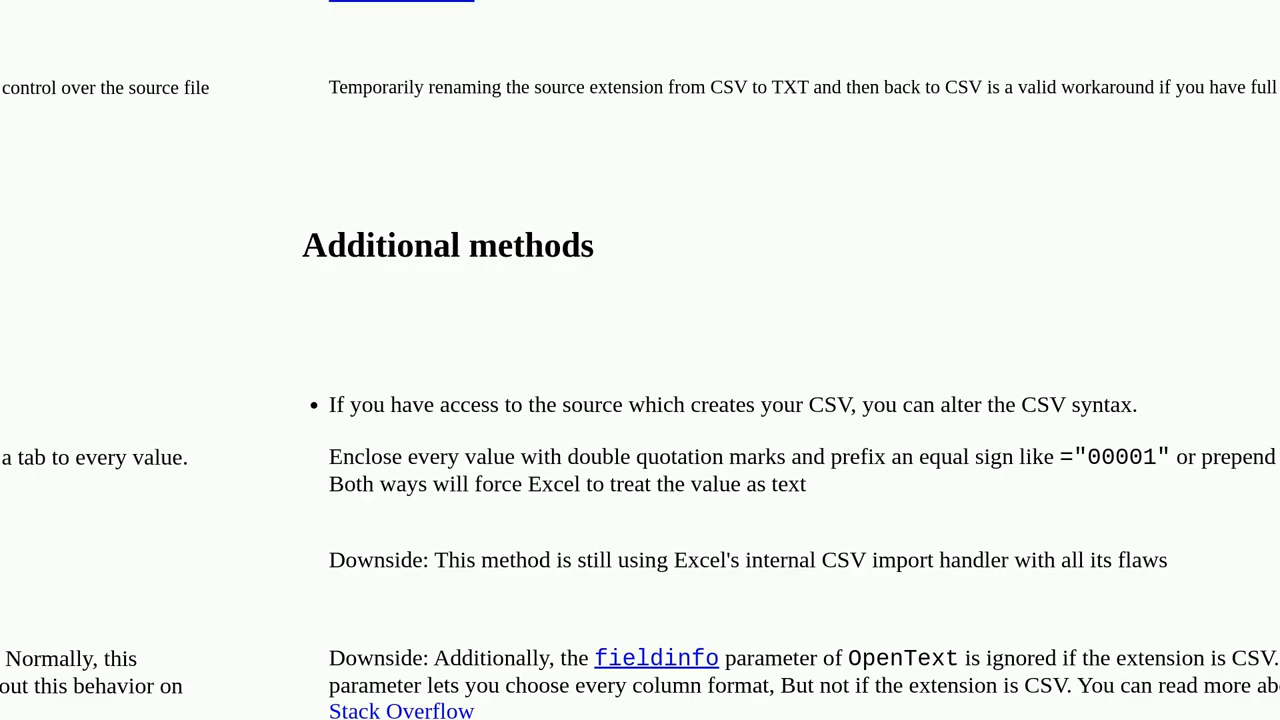 control over the source file
Temporarily renaming the source extension from CSV to TXT and then back to CSV is a valid workaround if you have full
Additional methods
• If you have access to the source which creates your CSV, you can alter the CSV syntax.
a tab to every value.
Enclose every value with double quotation marks and prefix an equal sign like ="00001" or prepend
Both ways will force Excel to treat the value as text
Downside: This method is still using Excel's internal CSV import handler with all its flaws
Normally, this
Downside: Additionally, the fieldinfo parameter of OpenText is ignored if the extension is CSV.
out this behavior on
parameter lets you choose every column format, But not if the extension is CSV. You can read more ab
Stack Overflow